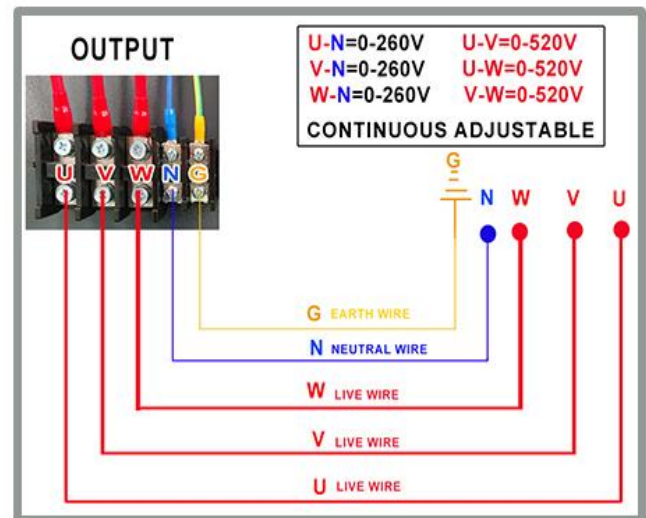 OUTPUT
U-N=0-260V U-V=0-520V
V-N=0-260V U-W=0-520V
W-N=0-260V V-W=0-520V
CONTINUOUS ADJUSTABLE
U V W N G
G
N W V U
G EARTH WIRE
N NEUTRAL WIRE
W LIVE WIRE
V LIVE WIRE
U LIVE WIRE